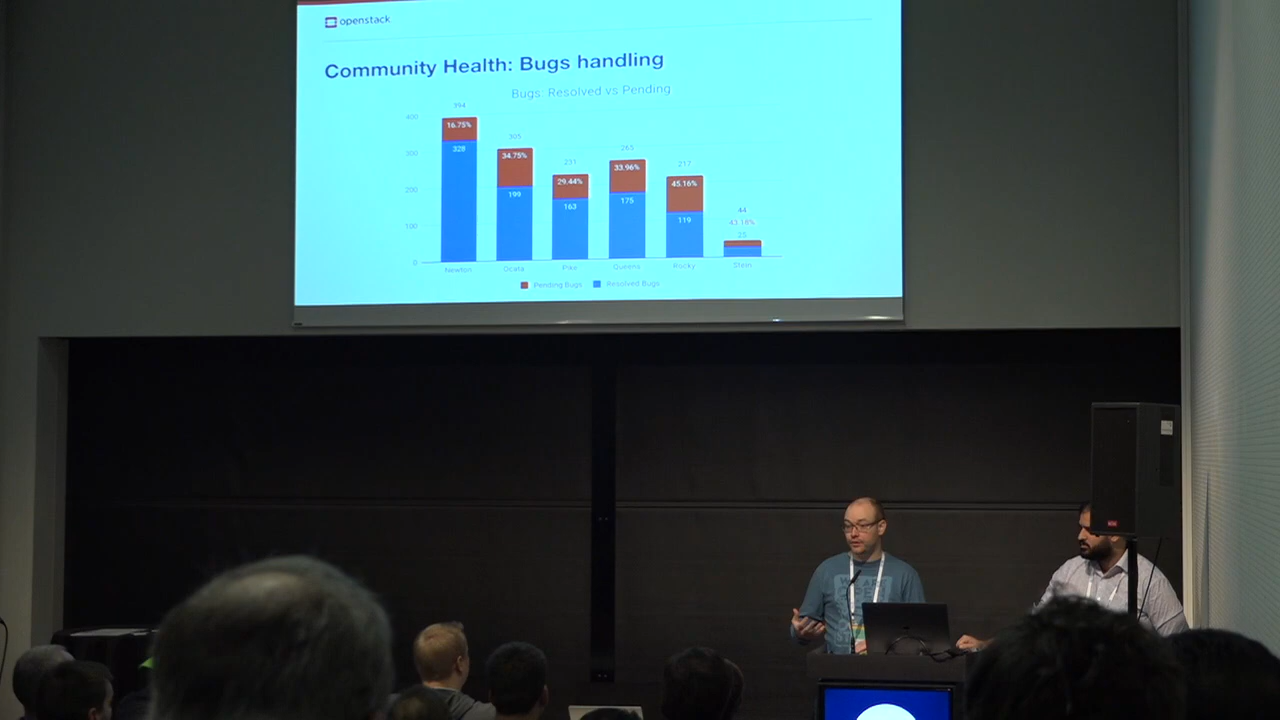 openstack
Community Health: Bugs handling
Bugs: Resolved vs Pending
400
300
200
100
0
394
16.75%
328
305
34.75%
199
231
29.44%
163
265
33.96%
175
217
45.16%
119
44
43.18%
25
Newton
Ocata
Pike
Queens
Rocky
Stein
Pending Bugs
Resolved Bugs